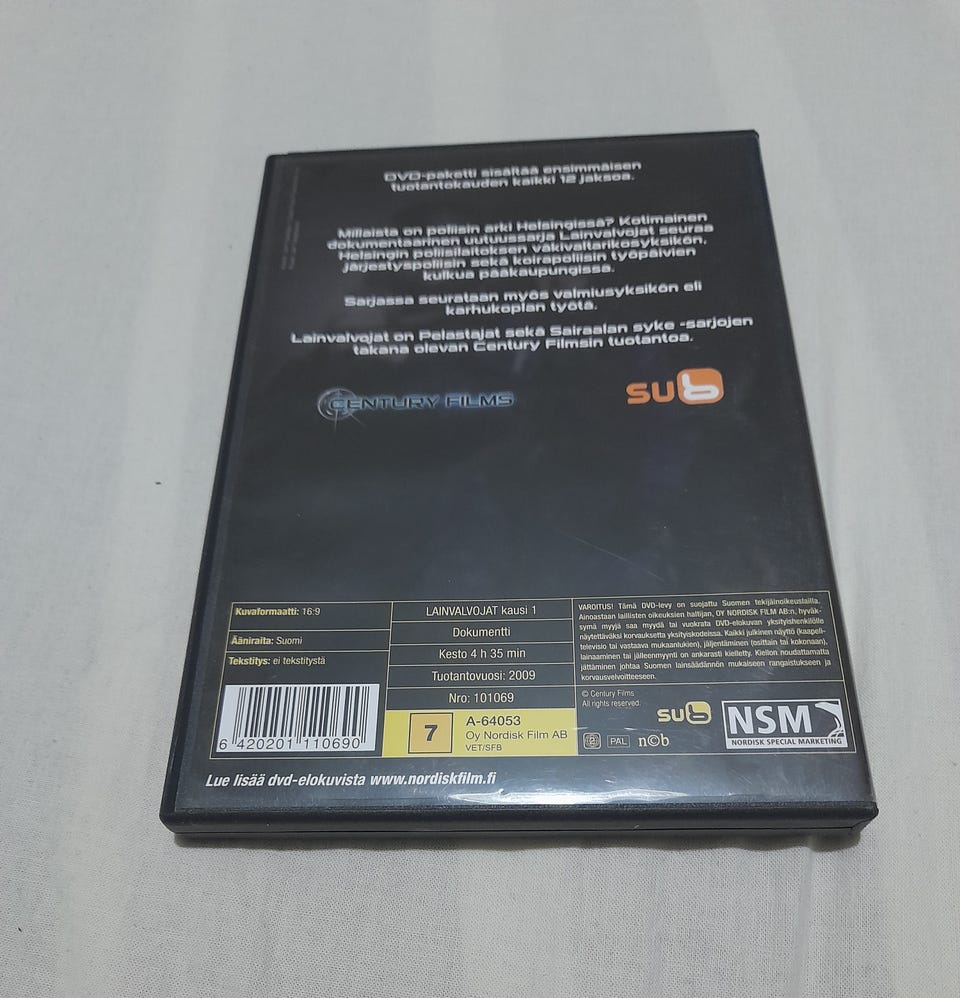 DVD-paketti sisältää ensimmäisen
tuotantokauden kaikki 12 jaksoa.
Millaista on poliisin arki Helsingissä? Kotimainen
dokumentaarinen uutuussarja Lainvalvojat seuraa
Helsingin poliisilaitoksen väkivaltarikosyksikön,
järjestyspoliisin sekä koirapoliisin työpäivien
kulkua pääkaupungissa.
Sarjassa seurataan myös valmiusyksikön eli
karhukoplan työtä.
Lainvalvojat on Pelastajat sekä Sairaalan syke -sarjojen
takana olevan Century Filmsin tuotantoa.
CENTURY FILMS
sub
Kuvaformaatti: 16:9
Ääniraita: Suomi
Tekstitys: ei tekstitystä
6 420201 110690
LAINVALVOJAT kausi 1
Dokumentti
Kesto 4 h 35 min
Tuotantovuosi: 2009
Nro: 101069
7
A-64053
Oy Nordisk Film AB
VET/SFB
VAROITUS! Tämä DVD-levy on suojattu Suomen tekijäinoikeuslailla.
Ainoastaan laillisten oikeuksien haltijan, OY NORDISK FILM AB:n, hyväk-
symä myyjä saa myydä tai vuokrata DVD-elokuvan yksityishenkilölle
näytettäväksi korvauksetta yksityiskodeissa. Kaikki julkinen näyttö (kaapeli-
televisio tai vastaava mukaanlukien), jäljentäminen (osittain tai kokonaan),
lainaaminen tai jälleenmyynti on ankarasti kielletty. Kiellon noudattamatta
jättäminen johtaa Suomen lainsäädännön mukaiseen rangaistukseen ja
korvausvelvoitteeseen.
© Century Films
All rights reserved.
sub
PAL
n©b
NSM
NORDISK SPECIAL MARKETING
Lue lisää dvd-elokuvista www.nordiskfilm.fi